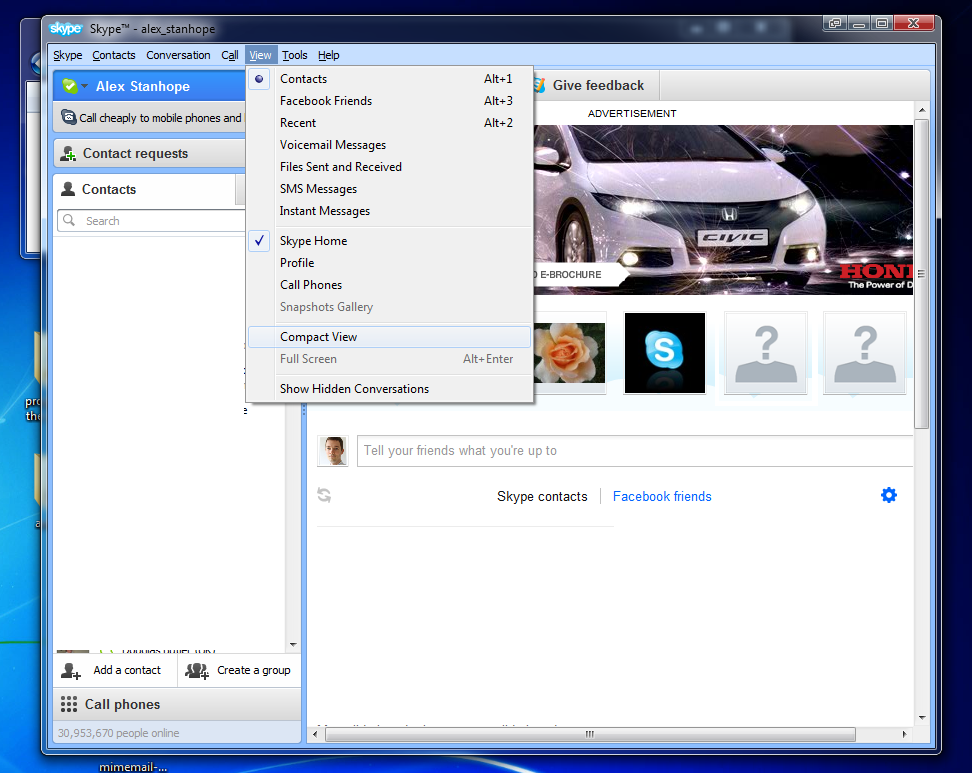 skype Skype™ - alex_stanhope
Skype Contacts Conversation Call View Tools Help
Alex Stanhope
Call cheaply to mobile phones and
Contact requests
Contacts
Search
Contacts Alt+1
Facebook Friends Alt+3
Recent Alt+2
Voicemail Messages
Files Sent and Received
SMS Messages
Instant Messages
Skype Home
Profile
Call Phones
Snapshots Gallery
Compact View
Full Screen Alt+Enter
Show Hidden Conversations
Give feedback
ADVERTISEMENT
CIVIC
E-BROCHURE
HON
The Power of D
S
?
?
Tell your friends what you're up to
Skype contacts Facebook friends
Add a contact Create a group
Call phones
30,953,670 people online
mimemail-...